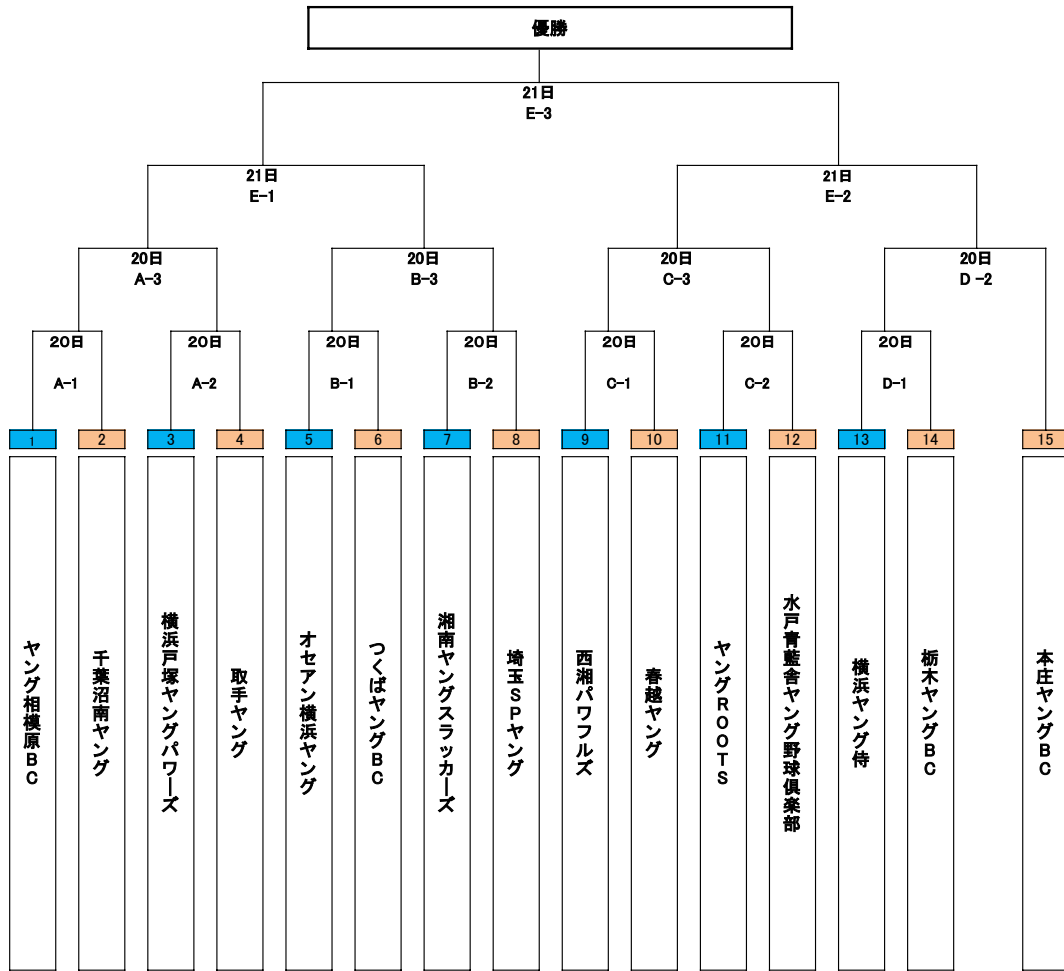 優勝
21日
E-3
21日
E-1
21日
E-2
20日
A-3
20日
B-3
20日
C-3
20日
D-2
20日
A-1
20日
A-2
20日
B-1
20日
B-2
20日
C-1
20日
C-2
20日
D-1
1
2
3
4
5
6
7
8
9
10
11
12
13
14
15
ヤング相模原BC
千葉沼南ヤング
横浜戸塚ヤングパワーズ
取手ヤング
オセアン横浜ヤング
つくばヤングBC
湘南ヤングスラッカーズ
埼玉SPヤング
西湘パワフルズ
春越ヤング
ヤングROOTS
水戸青藍舎ヤング野球倶楽部
横浜ヤング侍
栃木ヤングBC
本庄ヤングBC